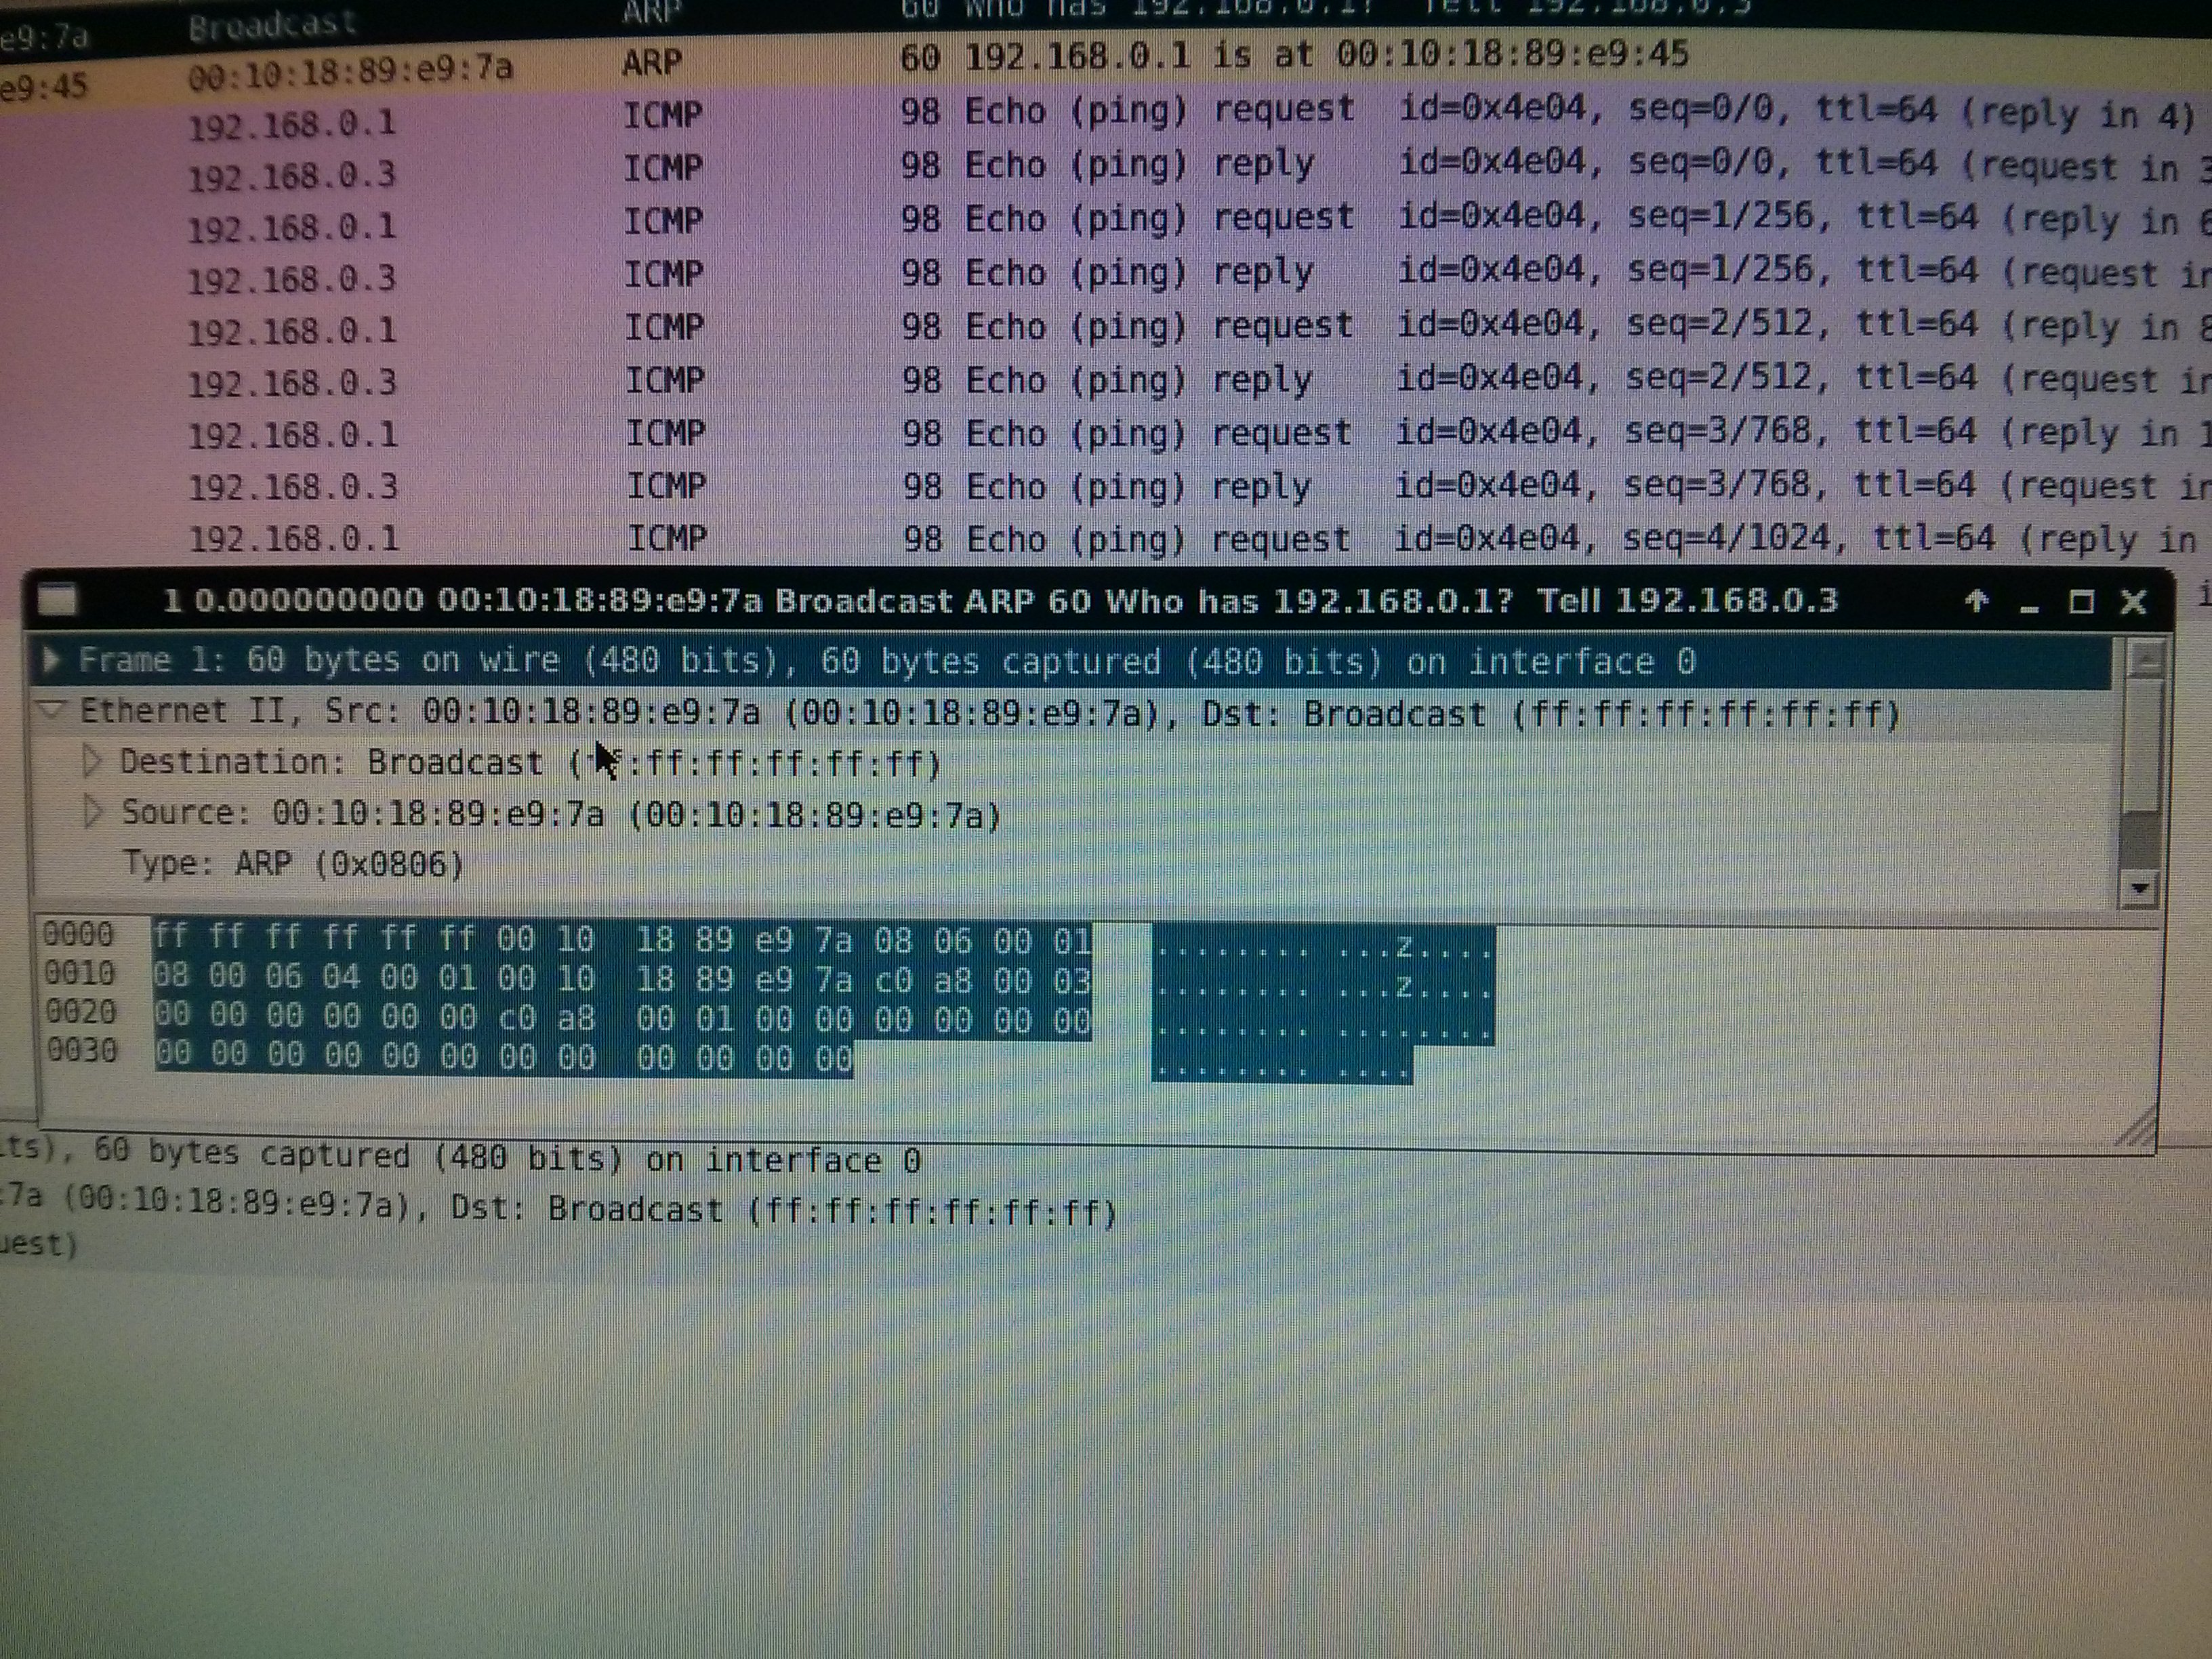 e9:7a Broadcast ARP 60 Who has 192.168.0.1? Tell 192.168.0.3
e9:45 00:10:18:89:e9:7a ARP 60 192.168.0.1 is at 00:10:18:89:e9:45
192.168.0.1 ICMP 98 Echo (ping) request id=0x4e04, seq=0/0, ttl=64 (reply in 4)
192.168.0.3 ICMP 98 Echo (ping) reply id=0x4e04, seq=0/0, ttl=64 (request in 3
192.168.0.1 ICMP 98 Echo (ping) request id=0x4e04, seq=1/256, ttl=64 (reply in 6
192.168.0.3 ICMP 98 Echo (ping) reply id=0x4e04, seq=1/256, ttl=64 (request in
192.168.0.1 ICMP 98 Echo (ping) request id=0x4e04, seq=2/512, ttl=64 (reply in 8
192.168.0.3 ICMP 98 Echo (ping) reply id=0x4e04, seq=2/512, ttl=64 (request in
192.168.0.1 ICMP 98 Echo (ping) request id=0x4e04, seq=3/768, ttl=64 (reply in 1
192.168.0.3 ICMP 98 Echo (ping) reply id=0x4e04, seq=3/768, ttl=64 (request in
192.168.0.1 ICMP 98 Echo (ping) request id=0x4e04, seq=4/1024, ttl=64 (reply in
1 0.000000000 00:10:18:89:e9:7a Broadcast ARP 60 Who has 192.168.0.1? Tell 192.168.0.3
Frame 1: 60 bytes on wire (480 bits), 60 bytes captured (480 bits) on interface 0
Ethernet II, Src: 00:10:18:89:e9:7a (00:10:18:89:e9:7a), Dst: Broadcast (ff:ff:ff:ff:ff:ff)
Destination: Broadcast ( :ff:ff:ff:ff:ff)
Source: 00:10:18:89:e9:7a (00:10:18:89:e9:7a)
Type: ARP (0x0806)
0000 ff ff ff ff ff ff 00 10 18 89 e9 7a 08 06 00 01 ........ ...z....
0010 08 00 06 04 00 01 00 10 18 89 e9 7a c0 a8 00 03 ........ ...z....
0020 00 00 00 00 00 00 c0 a8 00 01 00 00 00 00 00 00 ........ ........
0030 00 00 00 00 00 00 00 00 00 00 00 00 ........ ....
its), 60 bytes captured (480 bits) on interface 0
:7a (00:10:18:89:e9:7a), Dst: Broadcast (ff:ff:ff:ff:ff:ff)
uest)